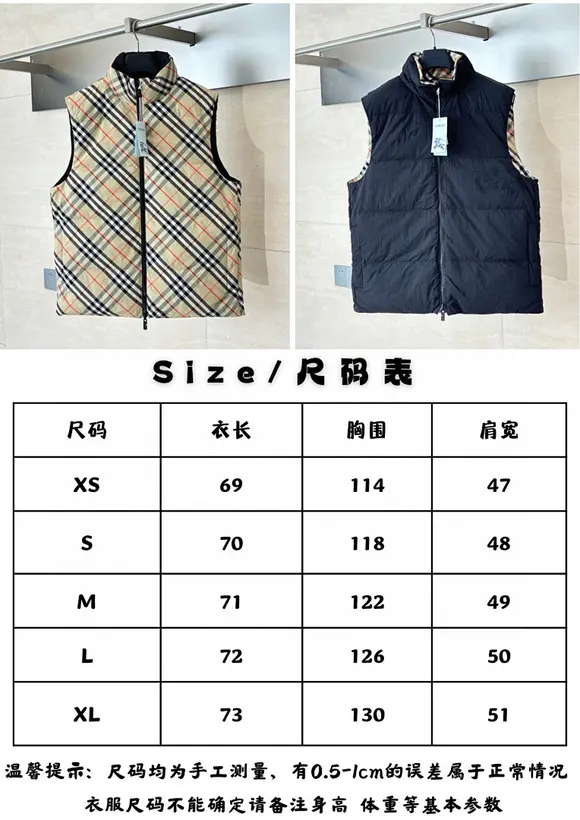 Size/尺码表
尺码 衣长 胸围 肩宽
XS 69 114 47
S 70 118 48
M 71 122 49
L 72 126 50
XL 73 130 51
温馨提示：尺码均为手工测量、有0.5-1cm的误差属于正常情况
衣服尺码不能确定请备注身高 体重等基本参数